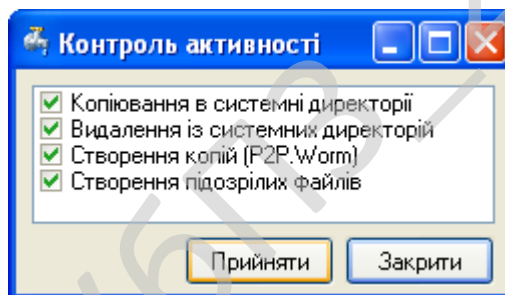 Контроль активності
Копіювання в системні директорії
Видалення із системних директорій
Створення копій (P2P.Worm)
Створення підозрілих файлів
Прийняти
Закрити